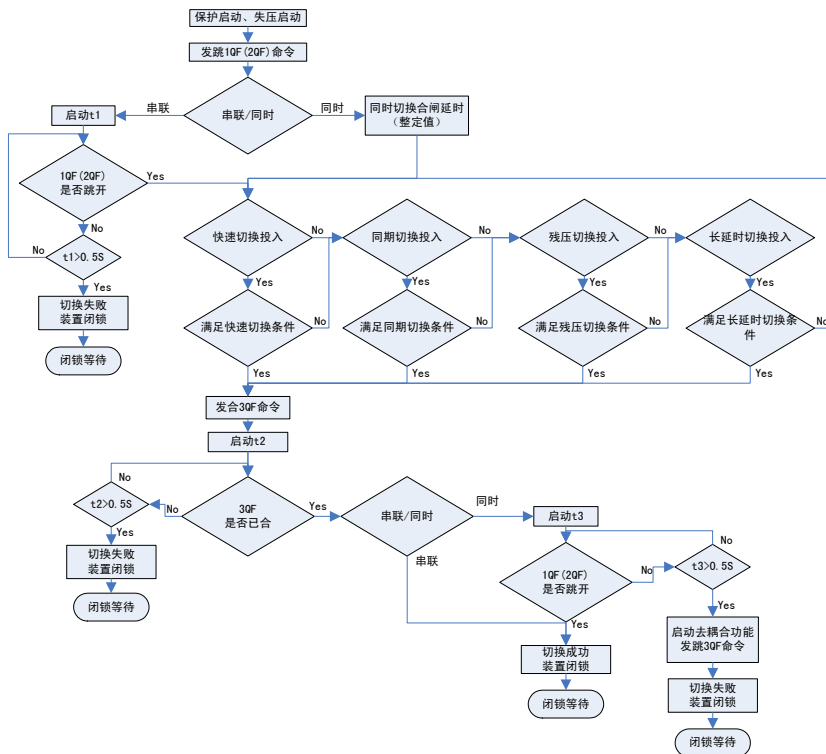 保护启动、失压启动
发跳1QF(2QF)命令
串联/同时
串联
同时
启动t1
同时切换合闸延时
(整定值)
1QF(2QF)
是否跳开
Yes
No
t1>0.5S
No
Yes
切换失败
装置闭锁
闭锁等待
快速切换投入
No
同期切换投入
No
残压切换投入
No
长延时切换投入
Yes
Yes
Yes
Yes
满足快速切换条件
No
满足同期切换条件
No
满足残压切换条件
No
满足长延时切换条
件
No
Yes
Yes
Yes
Yes
发合3QF命令
启动t2
No
t2>0.5S
No
3QF
是否已合
Yes
串联/同时
同时
串联
启动t3
Yes
切换失败
装置闭锁
闭锁等待
1QF(2QF)
是否跳开
No
t3>0.5S
No
Yes
Yes
切换成功
装置闭锁
闭锁等待
启动去耦合功能
发跳3QF命令
切换失败
装置闭锁
闭锁等待